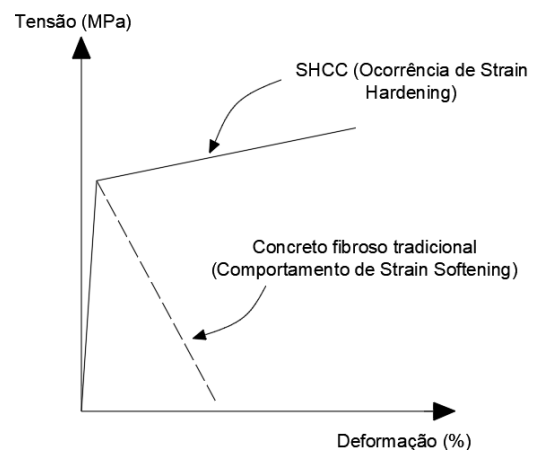 Tensão (MPa)
SHCC (Ocorrência de Strain
Hardening)
Concreto fibroso tradicional
(Comportamento de Strain Softening)
Deformação (%)